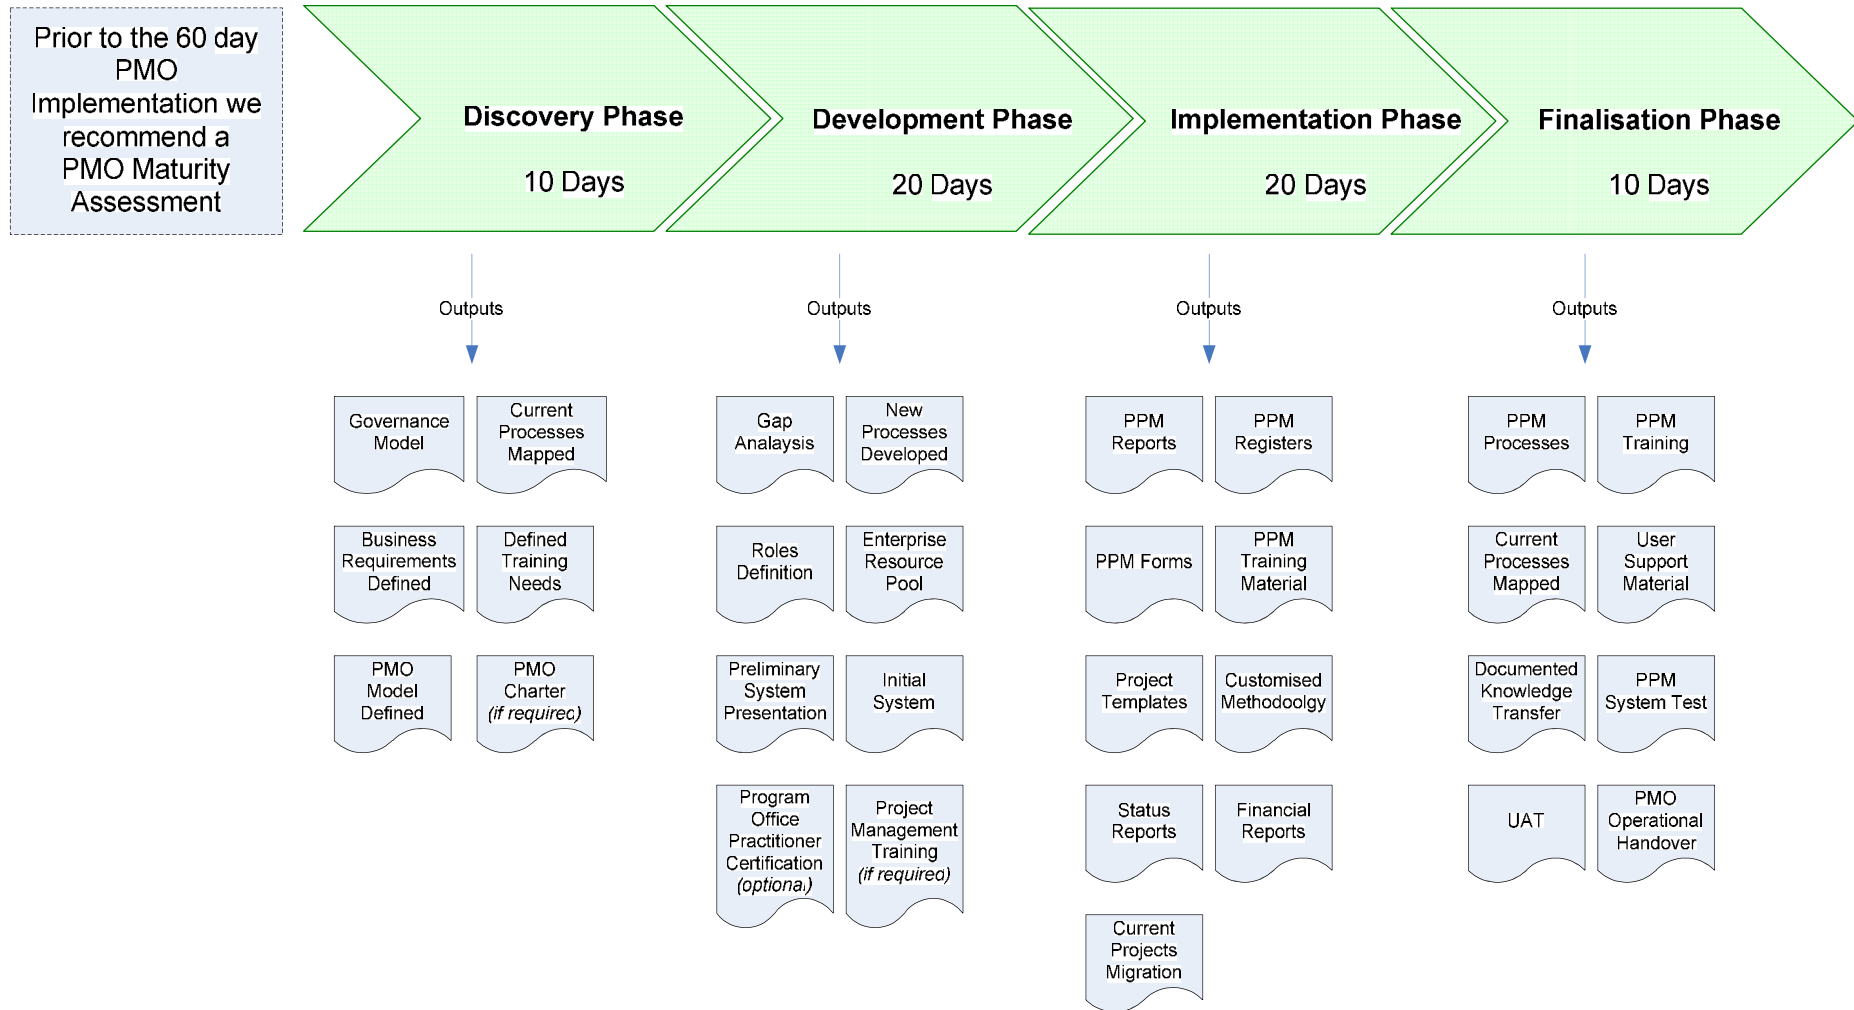 Prior to the 60 day
PMO
Implementation we
recommend a
PMO Maturity
Assessment
Discovery Phase
10 Days
Development Phase
20 Days
Implementation Phase
20 Days
Finalisation Phase
10 Days
Outputs
Outputs
Outputs
Outputs
Governance
Model
Current
Processes
Mapped
Business
Requirements
Defined
Defined
Training
Needs
PMO
Model
Defined
PMO
Charter
(if required)
Gap
Analaysis
New
Processes
Developed
Roles
Definition
Enterprise
Resource
Pool
Preliminary
System
Presentation
Initial
System
Program
Office
Practitioner
Certification
(optional)
Project
Management
Training
(if required)
PPM
Reports
PPM
Registers
PPM Forms
PPM
Training
Material
Project
Templates
Customised
Methodoolgy
Status
Reports
Financial
Reports
Current
Projects
Migration
PPM
Processes
PPM
Training
Current
Processes
Mapped
User
Support
Material
Documented
Knowledge
Transfer
PPM
System Test
UAT
PMO
Operational
Handover